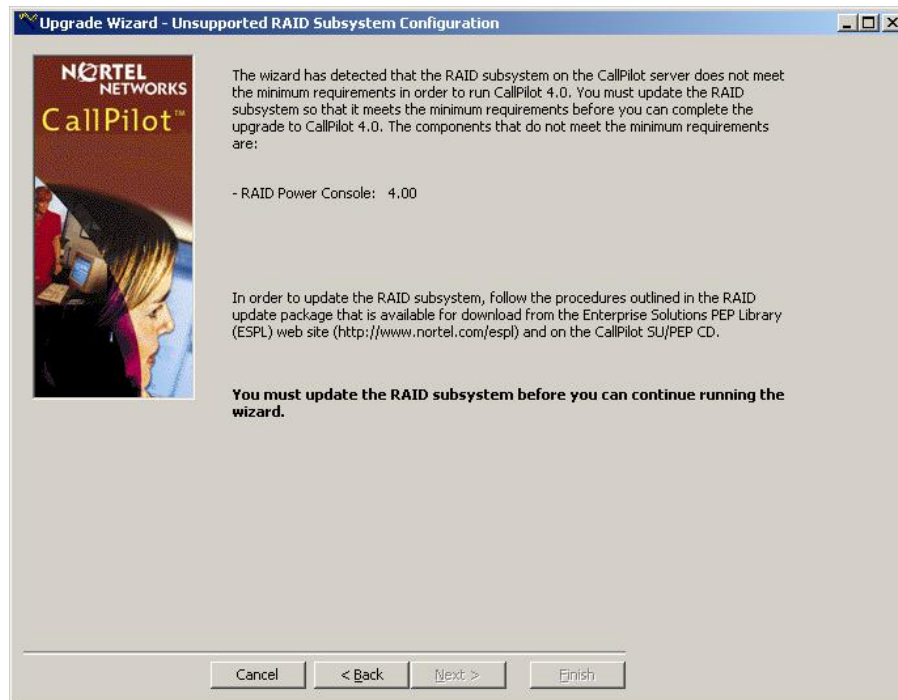 Upgrade Wizard - Unsupported RAID Subsystem Configuration
NORTEL
NETWORKS
CallPilot™
The wizard has detected that the RAID subsystem on the CallPilot server does not meet
the minimum requirements in order to run CallPilot 4.0. You must update the RAID
subsystem so that it meets the minimum requirements before you can complete the
upgrade to CallPilot 4.0. The components that do not meet the minimum requirements
are:
- RAID Power Console: 4.00
In order to update the RAID subsystem, follow the procedures outlined in the RAID
update package that is available for download from the Enterprise Solutions PEP Library
(ESPL) web site (http://www.nortel.com/espl) and on the CallPilot SU/PEP CD.
You must update the RAID subsystem before you can continue running the
wizard.
Cancel < Back Next > Finish